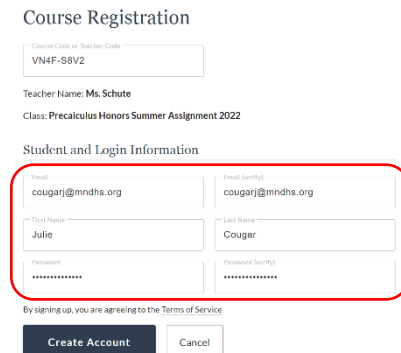 Course Registration
Course Code or Teacher Code
VN4F-S8V2
Teacher Name: Ms. Schute
Class: Precalculus Honors Summer Assignment 2022
Student and Login Information
Email Email (verify)
cougarj@mndhs.org cougarj@mndhs.org
First Name Last Name
Julie Cougar
Password Password (verify)
•••••••••••••• •••••••••••••••
By signing up, you are agreeing to the Terms of Service
Create Account Cancel